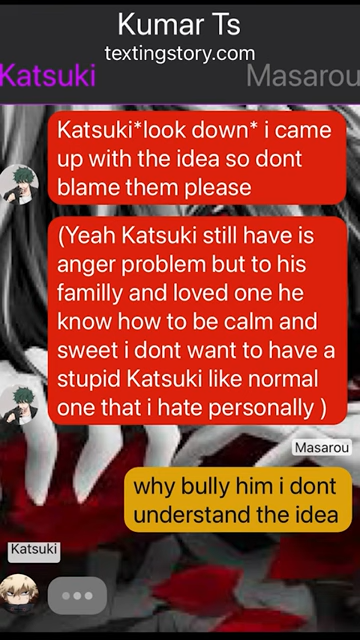 Kumar Ts
textingstory.com
Katsuki
Masarou
Katsuki*look down* i came
up with the idea so dont
blame them please
(Yeah Katsuki still have is
anger problem but to his
familly and loved one he
know how to be calm and
sweet i dont want to have a
stupid Katsuki like normal
one that i hate personally )
Masarou
why bully him i dont
understand the idea
Katsuki